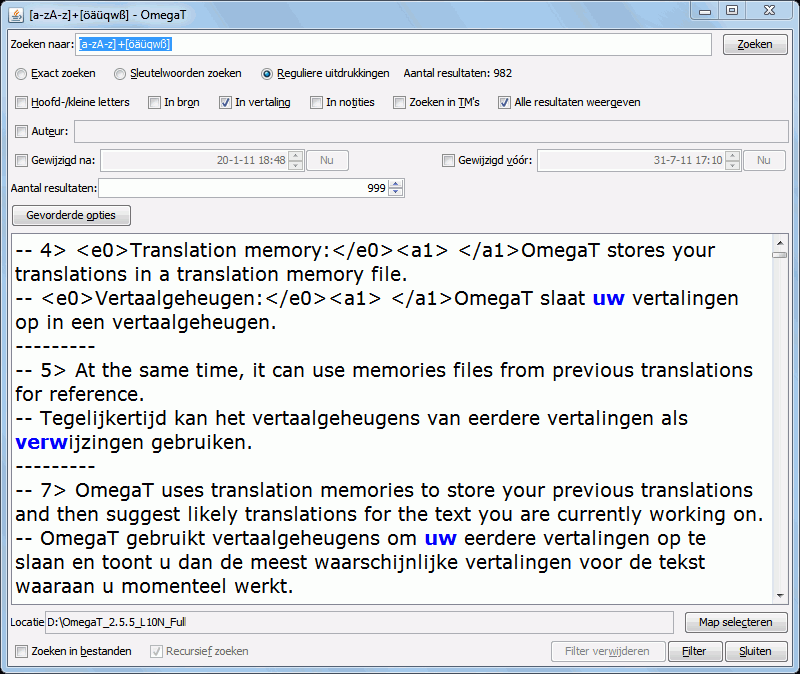 [a-zA-z]+[öäüqwß] - OmegaT
Zoeken naar: [a-zA-z]+[öäüqwß] Zoeken
Exact zoeken Sleutelwoorden zoeken Reguliere uitdrukkingen Aantal resultaten: 982
Hoofd-/kleine letters In bron In vertaling In notities Zoeken in TM's Alle resultaten weergeven
Auteur:
Gewijzigd na: 20-1-11 18:48 Nu Gewijzigd vóór: 31-7-11 17:10 Nu
Aantal resultaten: 999
Gevorderde opties
-- 4> <e0>Translation memory:</e0><a1> </a1>OmegaT stores your
translations in a translation memory file.
-- <e0>Vertaalgeheugen:</e0><a1> </a1>OmegaT slaat uw vertalingen
op in een vertaalgeheugen.
---------
-- 5> At the same time, it can use memories files from previous translations
for reference.
-- Tegelijkertijd kan het vertaalgeheugens van eerdere vertalingen als
verwijzingen gebruiken.
---------
-- 7> OmegaT uses translation memories to store your previous translations
and then suggest likely translations for the text you are currently working on.
-- OmegaT gebruikt vertaalgeheugens om uw eerdere vertalingen op te
slaan en toont u dan de meest waarschijnlijke vertalingen voor de tekst
waaraan u momenteel werkt.
Locatie D:\OmegaT_2.5.5_L10N_Full Map selecteren
Zoeken in bestanden Recursief zoeken Filter verwijderen Filter Sluiten